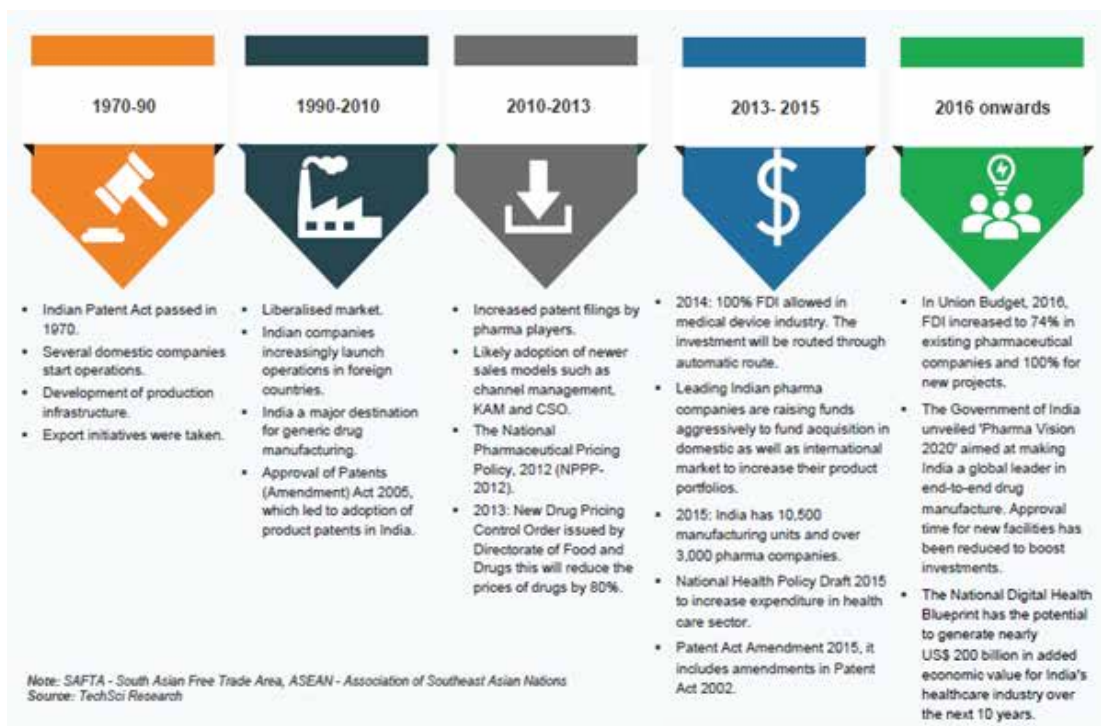 1970-90
1990-2010
2010-2013
2013- 2015
2016 onwards
▪ Indian Patent Act passed in
1970.
▪ Several domestic companies
start operations.
▪ Development of production
infrastructure.
▪ Export initiatives were taken.
▪ Liberalised market.
▪ Indian companies
increasingly launch
operations in foreign
countries.
▪ India a major destination
for generic drug
manufacturing.
▪ Approval of Patents
(Amendment) Act 2005,
which led to adoption of
product patents in India.
▪ Increased patent filings by
pharma players.
▪ Likely adoption of newer
sales models such as
channel management,
KAM and CSO.
▪ The National
Pharmaceutical Pricing
Policy, 2012 (NPPP-
2012).
▪ 2013: New Drug Pricing
Control Order issued by
Directorate of Food and
Drugs this will reduce the
prices of drugs by 80%.
▪ 2014: 100% FDI allowed in
medical device industry. The
investment will be routed through
automatic route.
▪ Leading Indian pharma
companies are raising funds
aggressively to fund acquisition in
domestic as well as international
market to increase their product
portfolios.
▪ 2015: India has 10,500
manufacturing units and over
3,000 pharma companies.
▪ National Health Policy Draft 2015
to increase expenditure in health
care sector.
▪ Patent Act Amendment 2015, it
includes amendments in Patent
Act 2002.
▪ In Union Budget, 2016,
FDI increased to 74% in
existing pharmaceutical
companies and 100% for
new projects.
▪ The Government of India
unveiled 'Pharma Vision
2020' aimed at making
India a global leader in
end-to-end drug
manufacture. Approval
time for new facilities has
been reduced to boost
investments.
▪ The National Digital Health
Blueprint has the potential
to generate nearly
US$ 200 billion in added
economic value for India's
healthcare industry over
the next 10 years.
Note: SAFTA - South Asian Free Trade Area, ASEAN - Association of Southeast Asian Nations
Source: TechSci Research